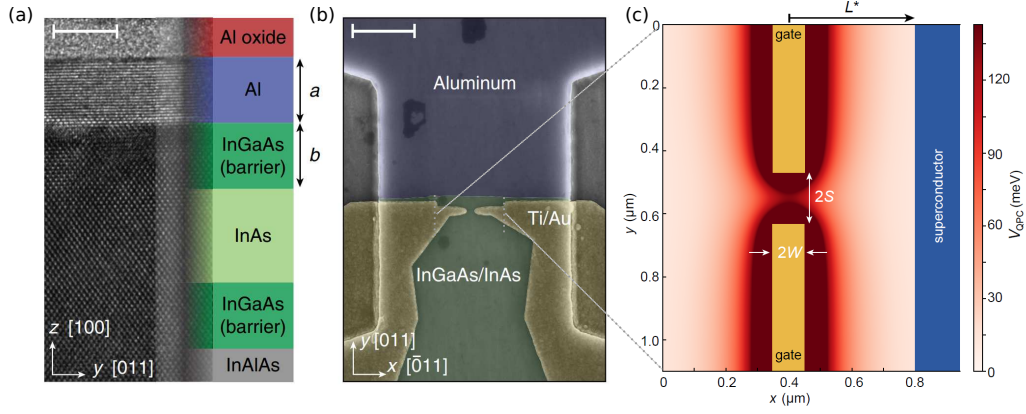 (a)
Al oxide
Al
a
InGaAs
(barrier)
b
InAs
InGaAs
(barrier)
InAlAs
z [100]
y [011]
(b)
Aluminum
Ti/Au
InGaAs/InAs
y [011]
x [0̄11]
(c)
L*
gate
2S
2W
gate
superconductor
0
0.2
0.4
0.6
0.8
1.0
y (μm)
0
0.2
0.4
0.6
0.8
x (μm)
120
90
60
30
0
V_QPC (meV)